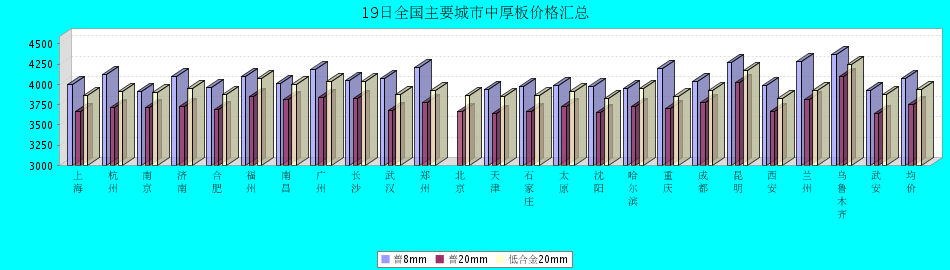 19日全国主要城市中厚板价格汇总
4500
4250
4000
3750
3500
3250
3000
上海 杭州 南京 济南 合肥 福州 南昌 广州 长沙 武汉 郑州 北京 天津 石家庄 太原 沈阳 哈尔滨 重庆 成都 昆明 西安 兰州 乌鲁木齐 武安 均价
普8mm 普20mm 低合金20mm